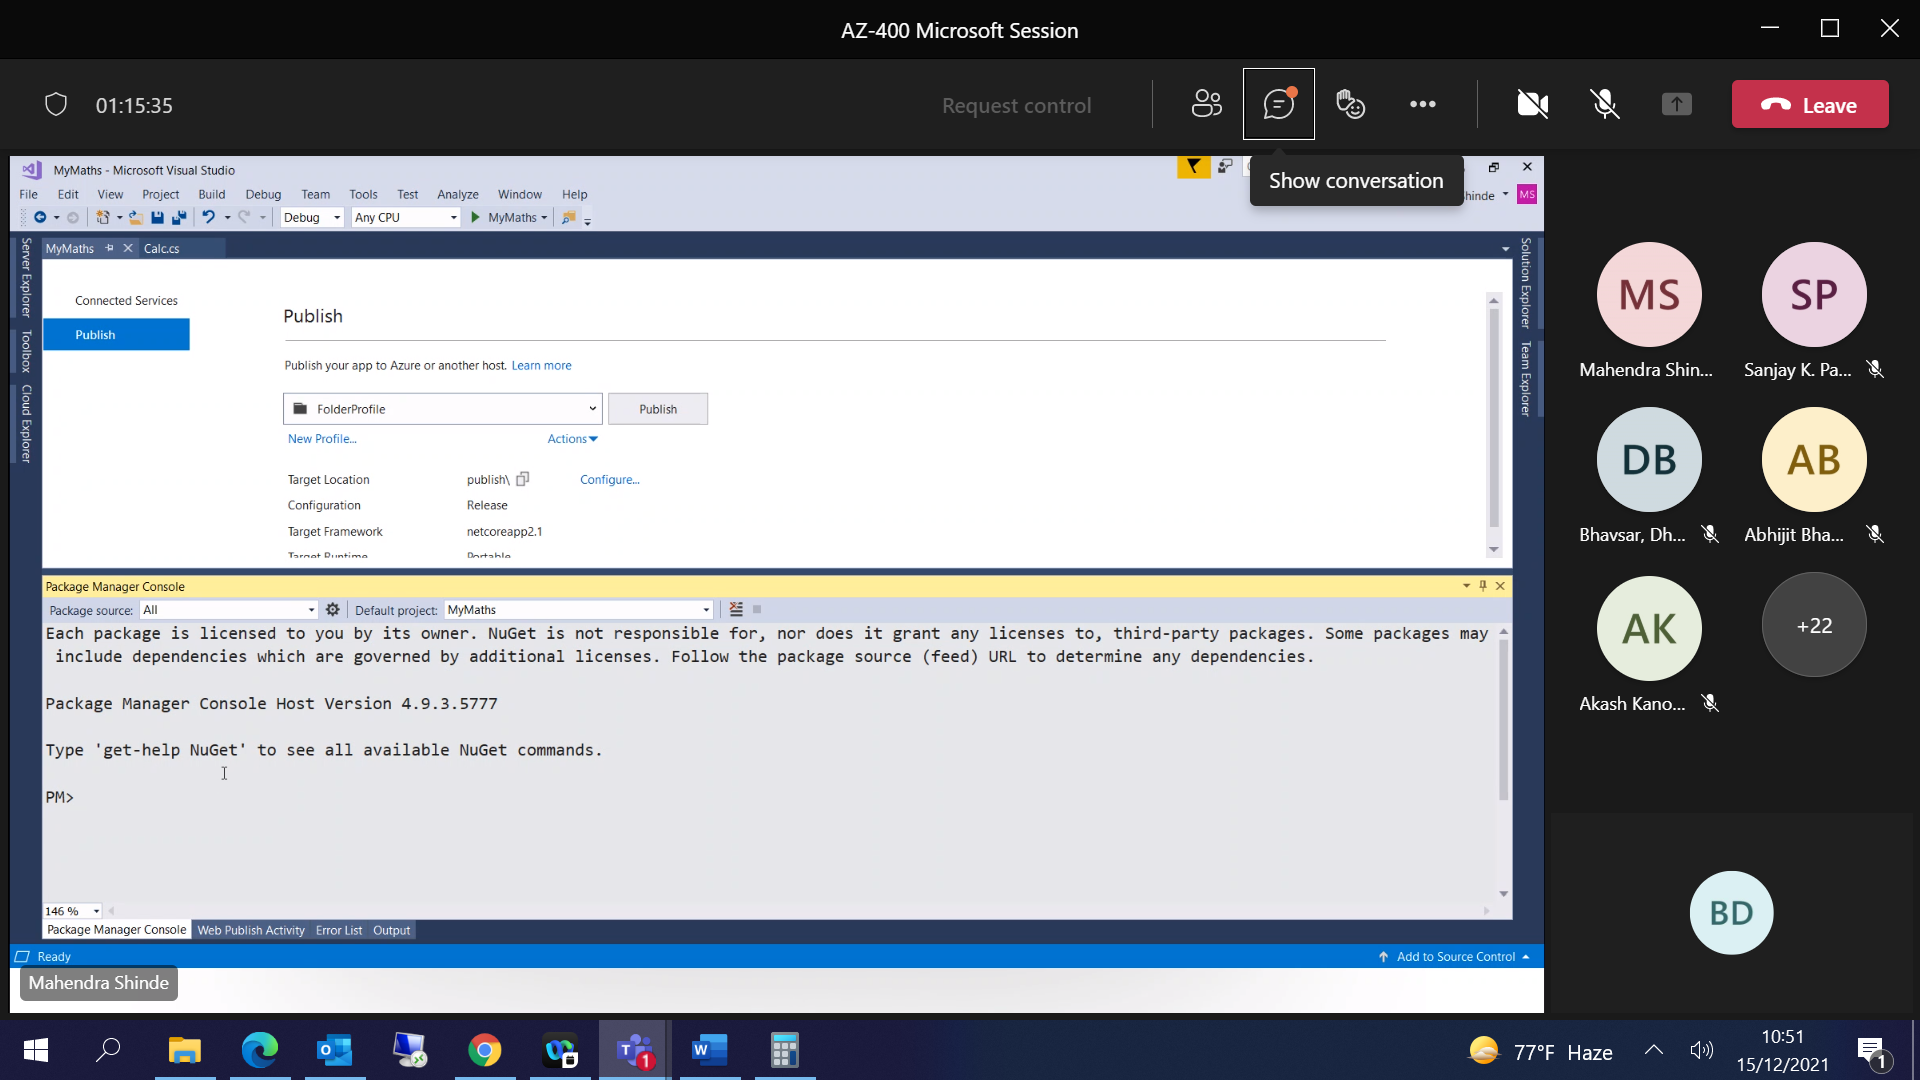 AZ-400 Microsoft Session
01:15:35
Request control
Leave
Show conversation
MyMaths - Microsoft Visual Studio
File Edit View Project Build Debug Team Tools Test Analyze Window Help
hinde MS
Debug Any CPU MyMaths
MyMaths Calc.cs
Server Explorer
Toolbox
Cloud Explorer
Solution Explorer
Team Explorer
Connected Services
Publish
Publish
Publish your app to Azure or another host. Learn more
FolderProfile Publish
New Profile... Actions
Target Location publish\ Configure...
Configuration Release
Target Framework netcoreapp2.1
Target Runtime Portable
Package Manager Console
Package source: All Default project: MyMaths
Each package is licensed to you by its owner. NuGet is not responsible for, nor does it grant any licenses to, third-party packages. Some packages may
include dependencies which are governed by additional licenses. Follow the package source (feed) URL to determine any dependencies.
Package Manager Console Host Version 4.9.3.5777
Type 'get-help NuGet' to see all available NuGet commands.
PM>
146 %
Package Manager Console Web Publish Activity Error List Output
Ready Add to Source Control
Mahendra Shinde
MS SP
Mahendra Shin... Sanjay K. Pa...
DB AB
Bhavsar, Dh... Abhijit Bha...
AK +22
Akash Kano...
BD
77°F Haze
10:51
15/12/2021
1
1